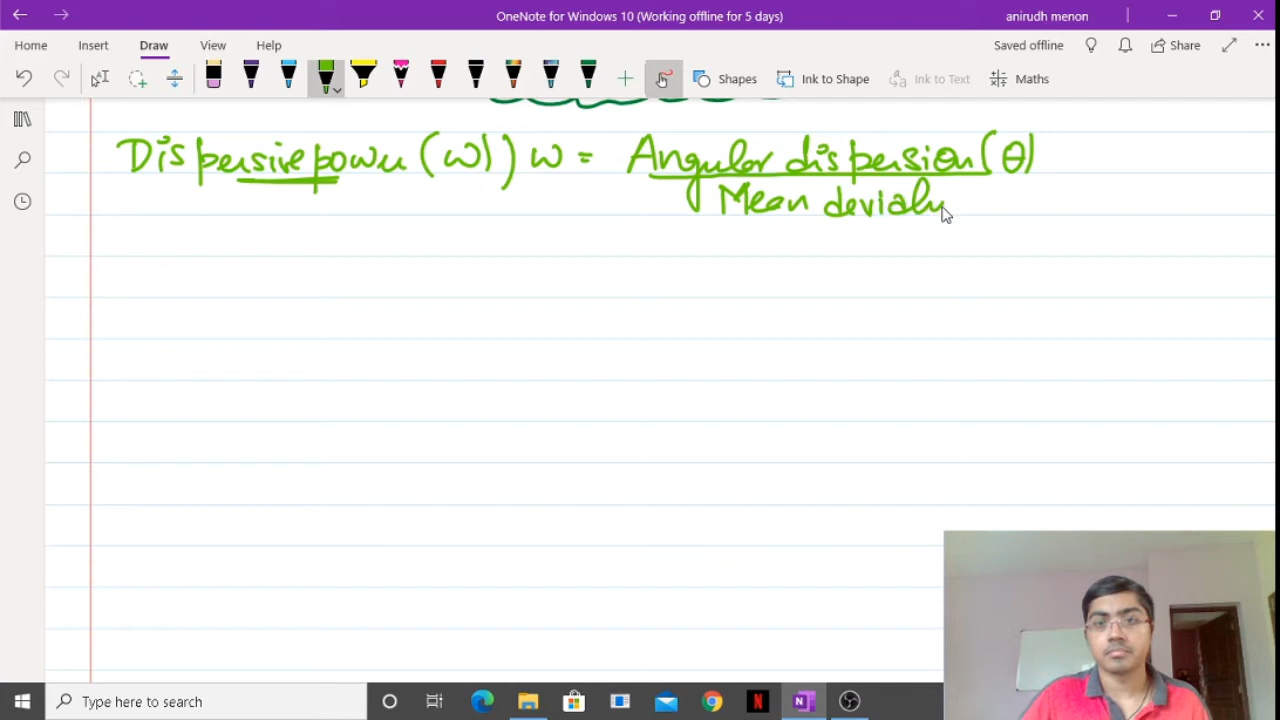 OneNote for Windows 10 (Working offline for 5 days)
anirudh menon
Home Insert Draw View Help
Saved offline
Share
Shapes
Ink to Shape
Ink to Text
Maths
Dispersive power (ω) ω = Angular dispersion (θ)
Mean
Type here to search